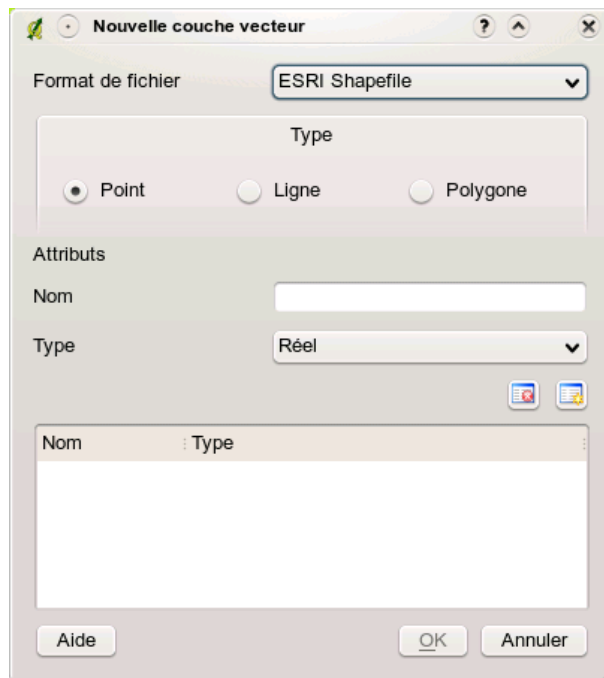 Nouvelle couche vecteur
Format de fichier ESRI Shapefile
Type
Point Ligne Polygone
Attributs
Nom
Type Réel
Nom Type
Aide OK Annuler